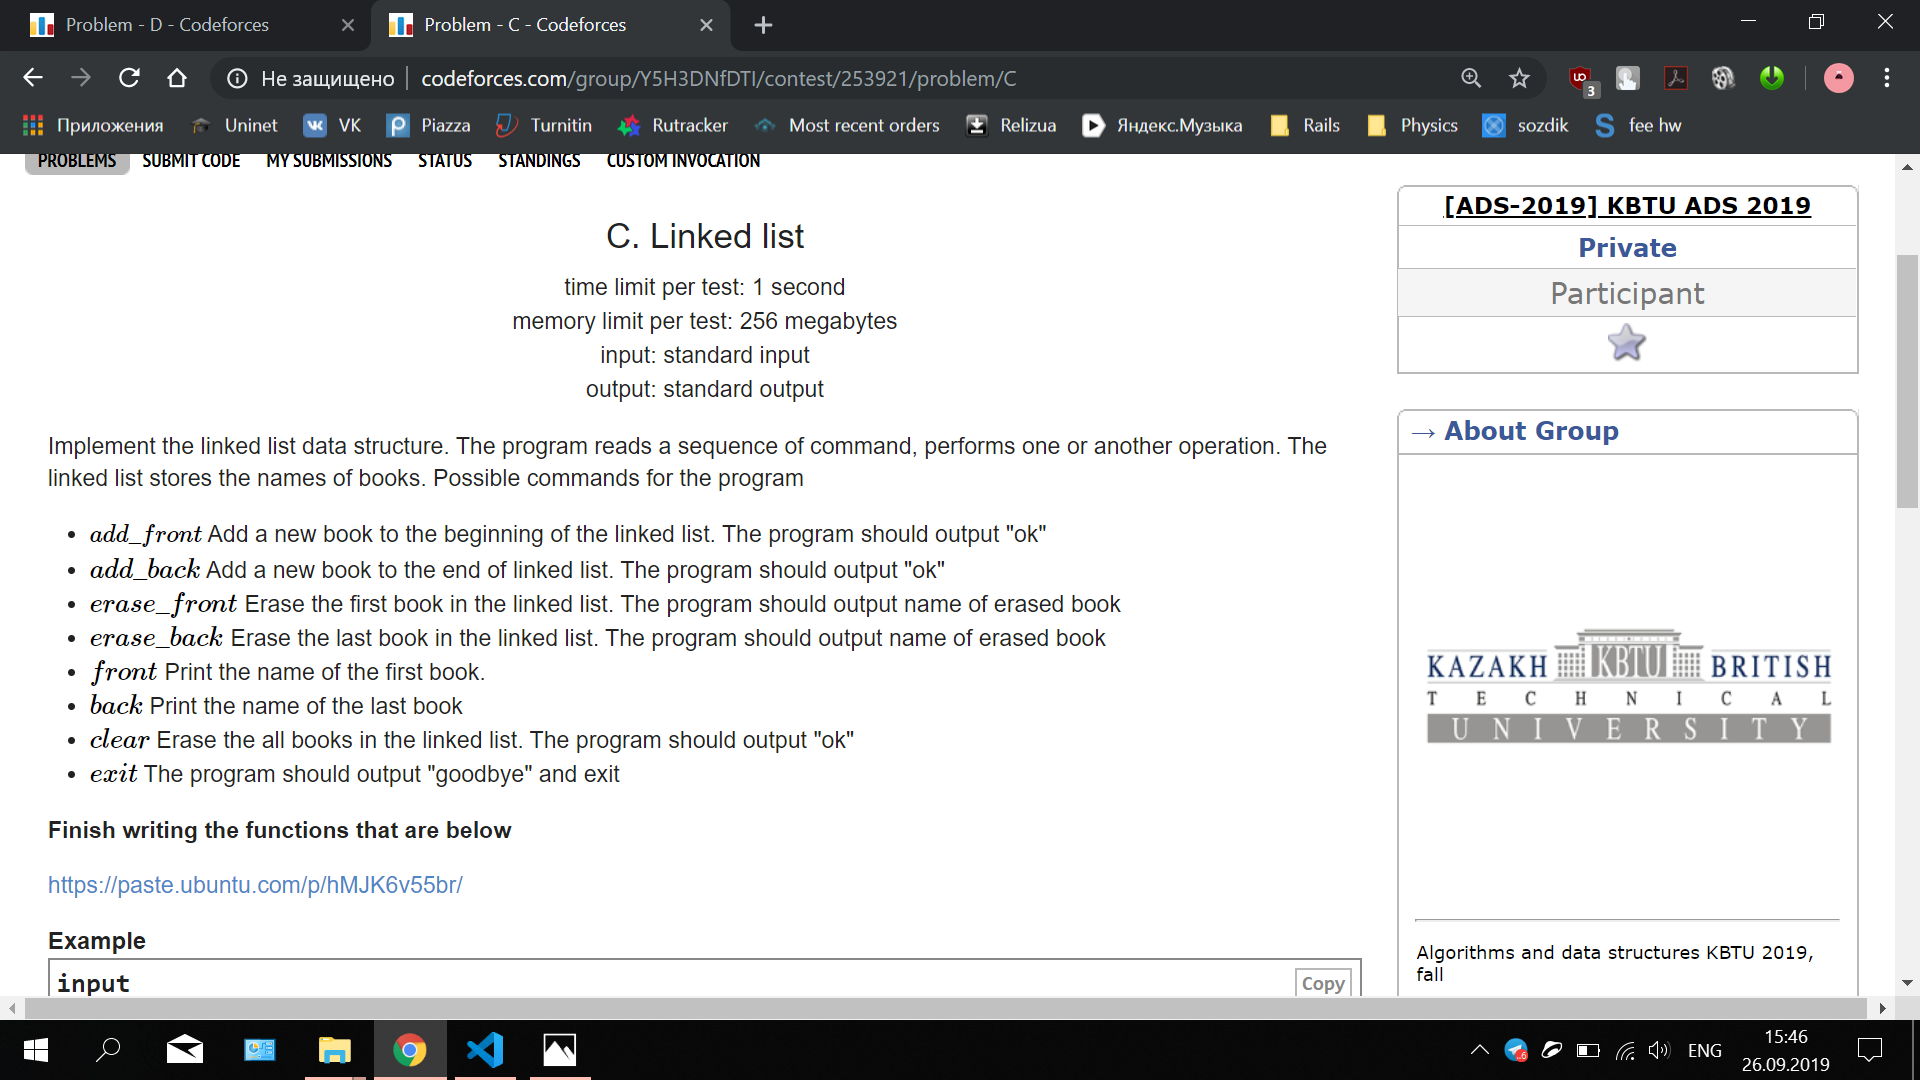 Problem - D - Codeforces
Problem - C - Codeforces
Не защищено
codeforces.com/group/Y5H3DNfDTI/contest/253921/problem/C
3
Приложения
Uninet
VK
Piazza
Turnitin
Rutracker
Most recent orders
Relizua
Яндекс.Музыка
Rails
Physics
sozdik
fee hw
PROBLEMS SUBMIT CODE MY SUBMISSIONS STATUS STANDINGS CUSTOM INVOCATION
C. Linked list
time limit per test: 1 second
memory limit per test: 256 megabytes
input: standard input
output: standard output
Implement the linked list data structure. The program reads a sequence of command, performs one or another operation. The
linked list stores the names of books. Possible commands for the program
• add_front Add a new book to the beginning of the linked list. The program should output "ok"
• add_back Add a new book to the end of linked list. The program should output "ok"
• erase_front Erase the first book in the linked list. The program should output name of erased book
• erase_back Erase the last book in the linked list. The program should output name of erased book
• front Print the name of the first book.
• back Print the name of the last book
• clear Erase the all books in the linked list. The program should output "ok"
• exit The program should output "goodbye" and exit
Finish writing the functions that are below
https://paste.ubuntu.com/p/hMJK6v55br/
Example
input
Copy
[ADS-2019] KBTU ADS 2019
Private
Participant
→ About Group
KAZAKH KBTU BRITISH
TECHNICAL
UNIVERSITY
Algorithms and data structures KBTU 2019,
fall
ENG
15:46
26.09.2019